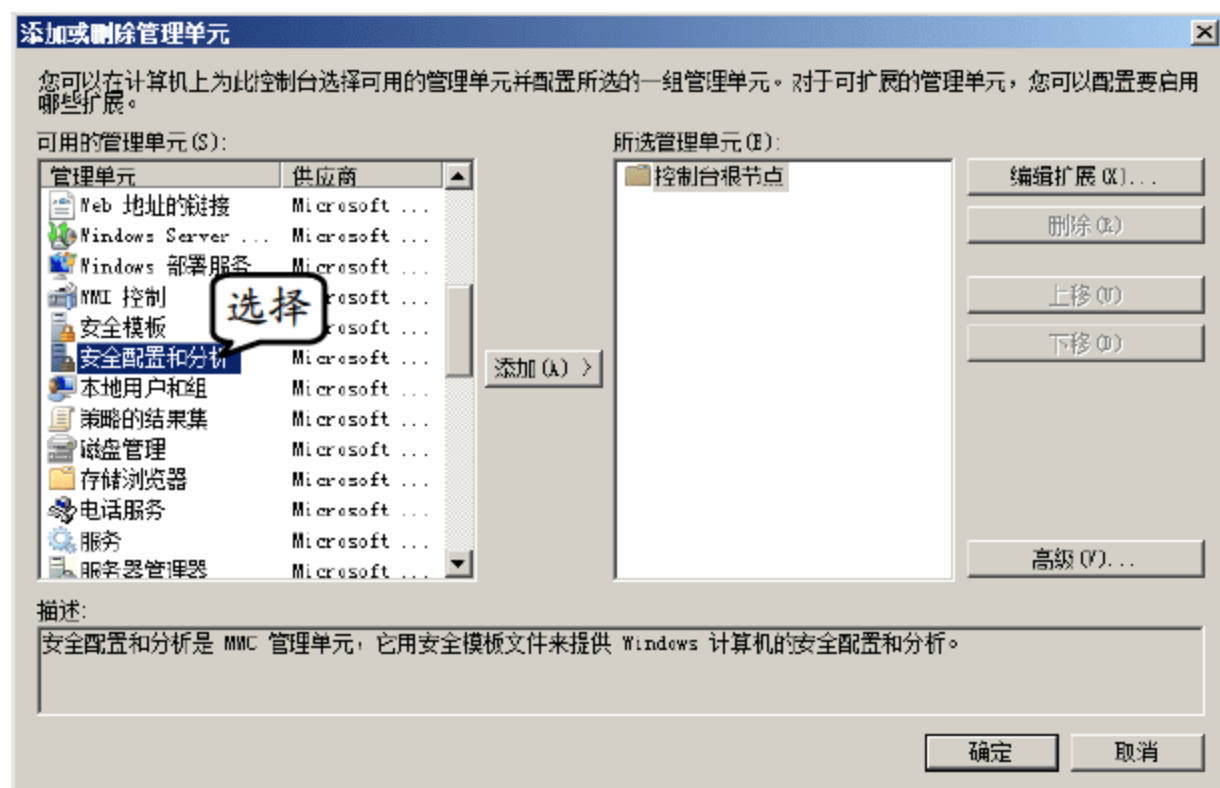 添加或删除管理单元
您可以在计算机上为此控制台选择可用的管理单元并配置所选的一组管理单元。对于可扩展的管理单元，您可以配置要启用
哪些扩展。
可用的管理单元(S):
所选管理单元(E):
管理单元 供应商
Web 地址的链接 Microsoft ...
Windows Server ... Microsoft ...
Windows 部署服务 Microsoft ...
WMI 控制 rosoft ...
安全模板 rosoft ...
安全配置和分析 Microsoft ...
本地用户和组 Microsoft ...
策略的结果集 Microsoft ...
磁盘管理 Microsoft ...
存储浏览器 Microsoft ...
电话服务 Microsoft ...
服务 Microsoft ...
服务器管理器 Microsoft ...
选择
添加(A) >
控制台根节点
编辑扩展(X)...
删除(R)
上移(U)
下移(D)
高级(V)...
描述:
安全配置和分析是 MMC 管理单元，它用安全模板文件来提供 Windows 计算机的安全配置和分析。
确定
取消